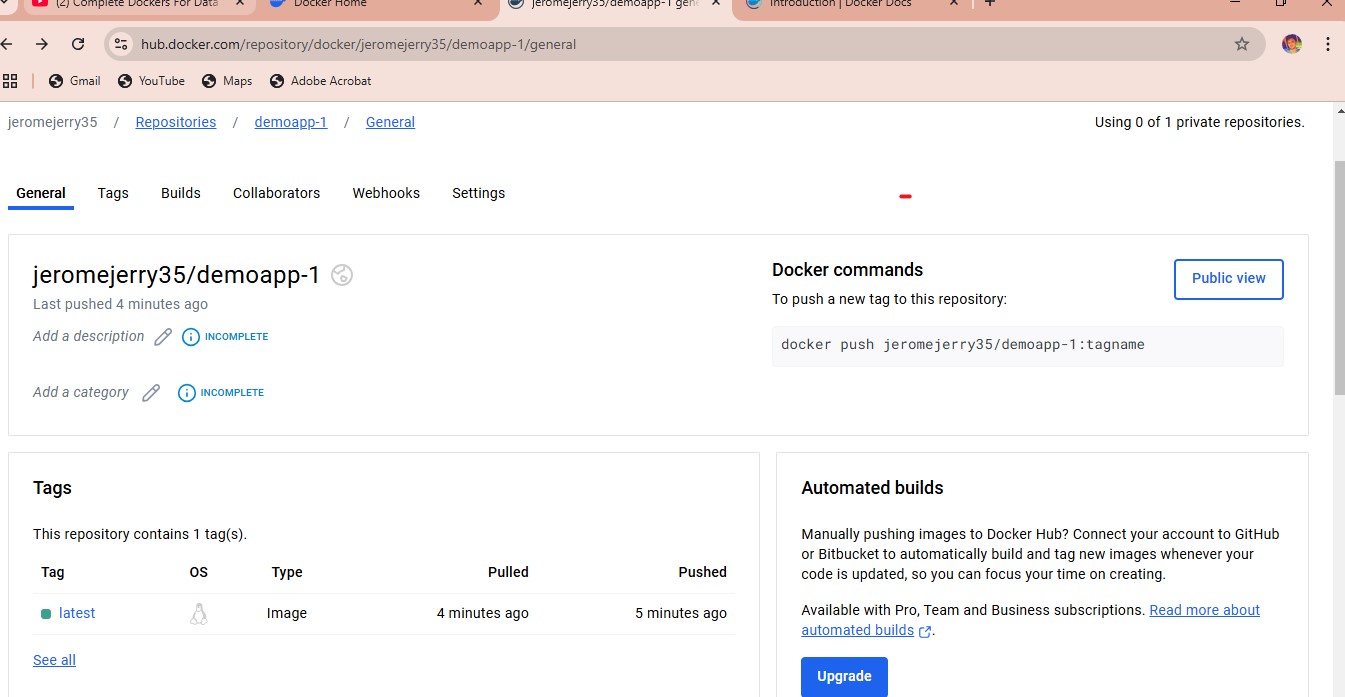 (2) Complete Dockers For Data
Docker Home
jeromejerry35/demoapp-1 gene
Introduction | Docker Docs
hub.docker.com/repository/docker/jeromejerry35/demoapp-1/general
Gmail
YouTube
Maps
Adobe Acrobat
jeromejerry35 / Repositories / demoapp-1 / General
Using 0 of 1 private repositories.
General Tags Builds Collaborators Webhooks Settings
jeromejerry35/demoapp-1
Last pushed 4 minutes ago
Add a description
INCOMPLETE
Add a category
INCOMPLETE
Docker commands
Public view
To push a new tag to this repository:
docker push jeromejerry35/demoapp-1:tagname
Tags
This repository contains 1 tag(s).
Tag OS Type Pulled Pushed
latest Image 4 minutes ago 5 minutes ago
See all
Automated builds
Manually pushing images to Docker Hub? Connect your account to GitHub
or Bitbucket to automatically build and tag new images whenever your
code is updated, so you can focus your time on creating.
Available with Pro, Team and Business subscriptions. Read more about
automated builds.
Upgrade